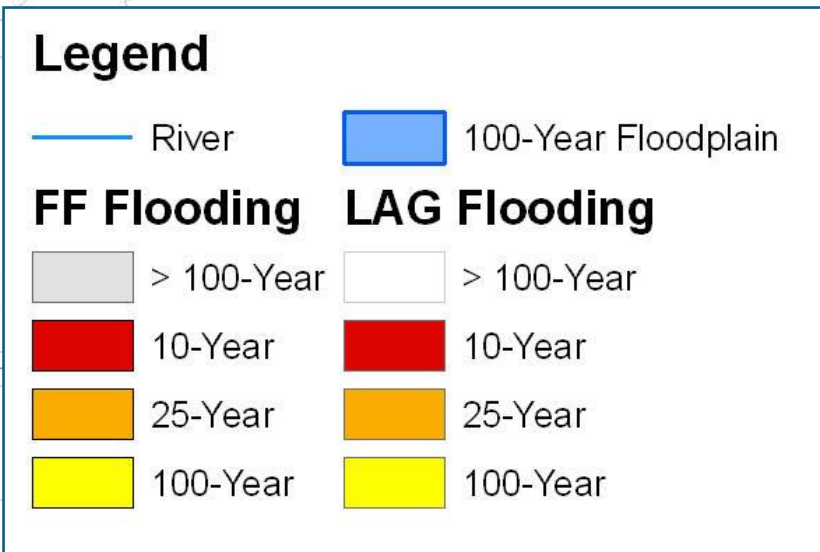 Legend
River 100-Year Floodplain
FF Flooding LAG Flooding
> 100-Year > 100-Year
10-Year 10-Year
25-Year 25-Year
100-Year 100-Year